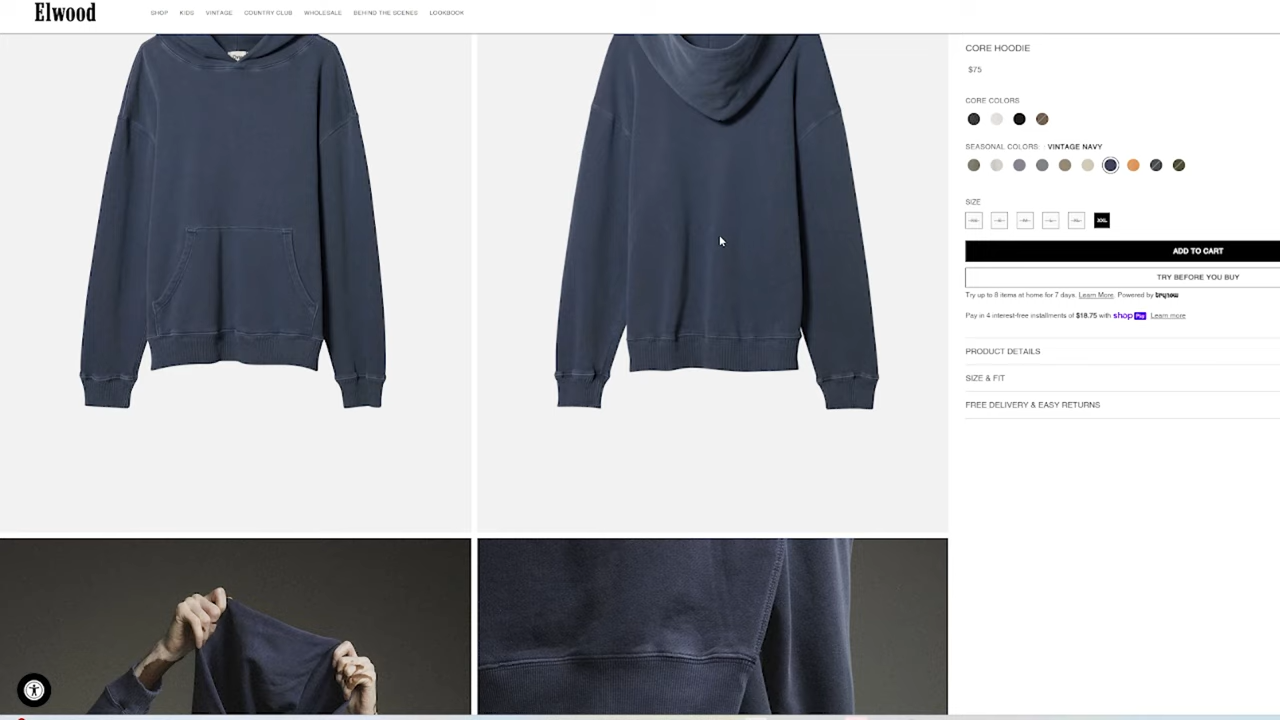 Elwood
SHOP KIDS VINTAGE COUNTRY CLUB WHOLESALE BEHIND THE SCENES LOOKBOOK
CORE HOODIE
$75
CORE COLORS
SEASONAL COLORS: · VINTAGE NAVY
SIZE
XXL
ADD TO CART
TRY BEFORE YOU BUY
Try up to 8 items at home for 7 days. Learn More. Powered by trynow
Pay in 4 interest-free installments of $18.75 with shop Pay Learn more
PRODUCT DETAILS
SIZE & FIT
FREE DELIVERY & EASY RETURNS